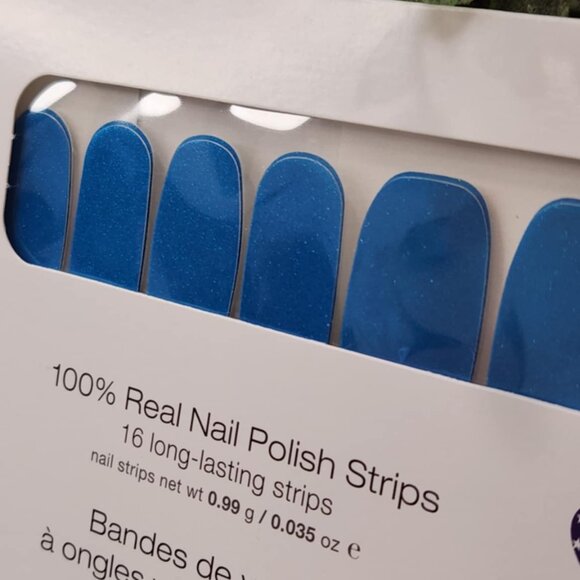 100% Real Nail Polish Strips
16 long-lasting strips
nail strips net wt 0.99 g / 0.035 oz ℮
Bandes de
à ongles